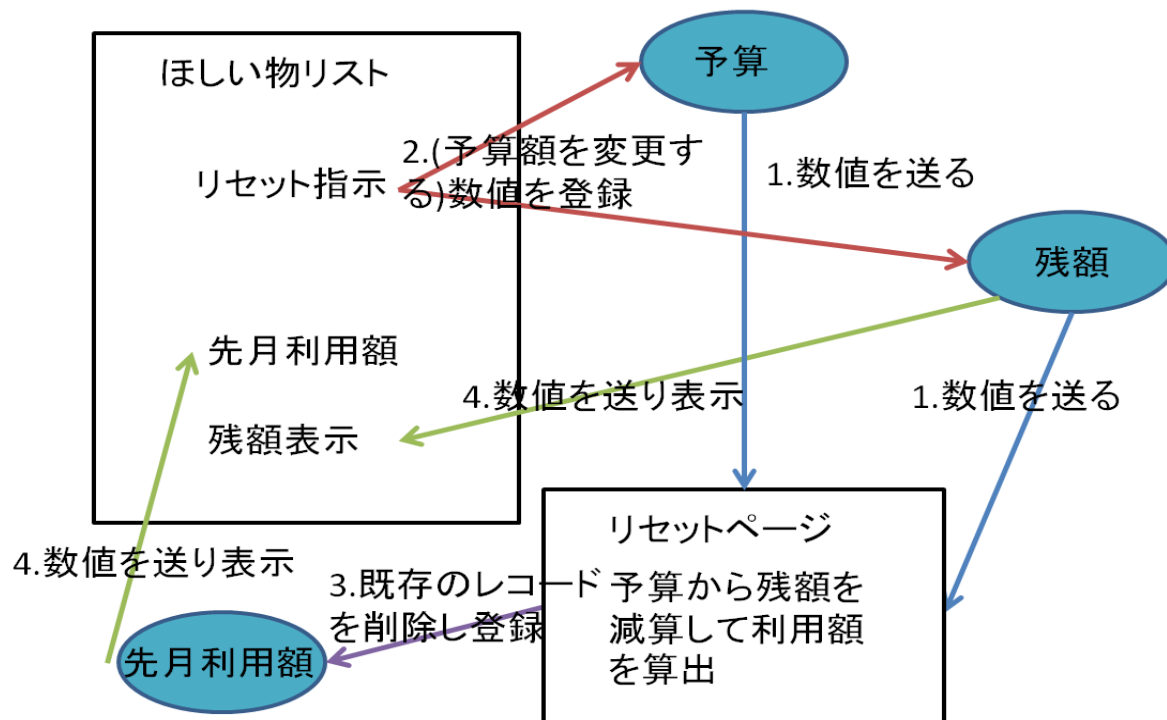 予算
ほしい物リスト
2.(予算額を変更す
る)数値を登録
リセット指示
1.数値を送る
残額
先月利用額
4.数値を送り表示
1.数値を送る
残額表示
リセットページ
4.数値を送り表示
3.既存のレコード
を削除し登録
予算から残額を
減算して利用額
を算出
先月利用額